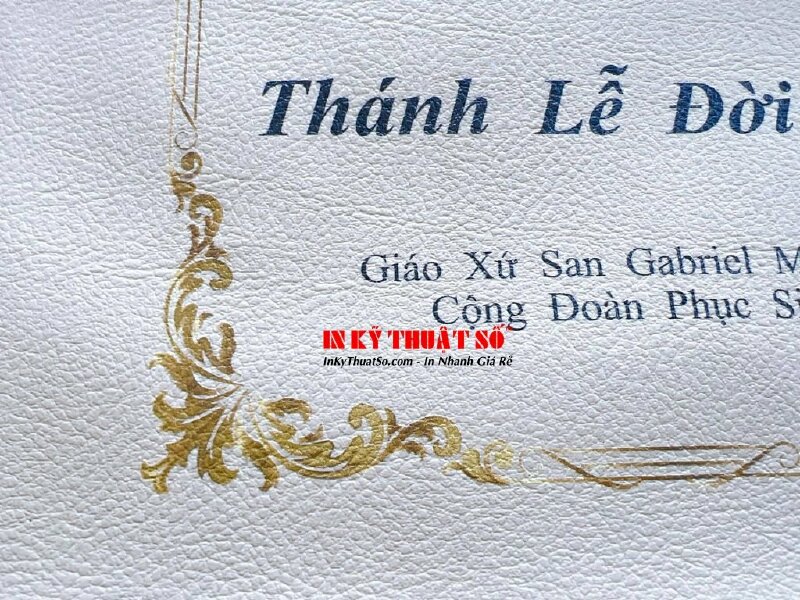 Thánh Lễ Đời
Giáo Xứ San Gabriel
Cộng Đoàn Phục
IN KỸ THUẬT SỐ
InKyThuatSo.com - In Nhanh Giá Rẻ